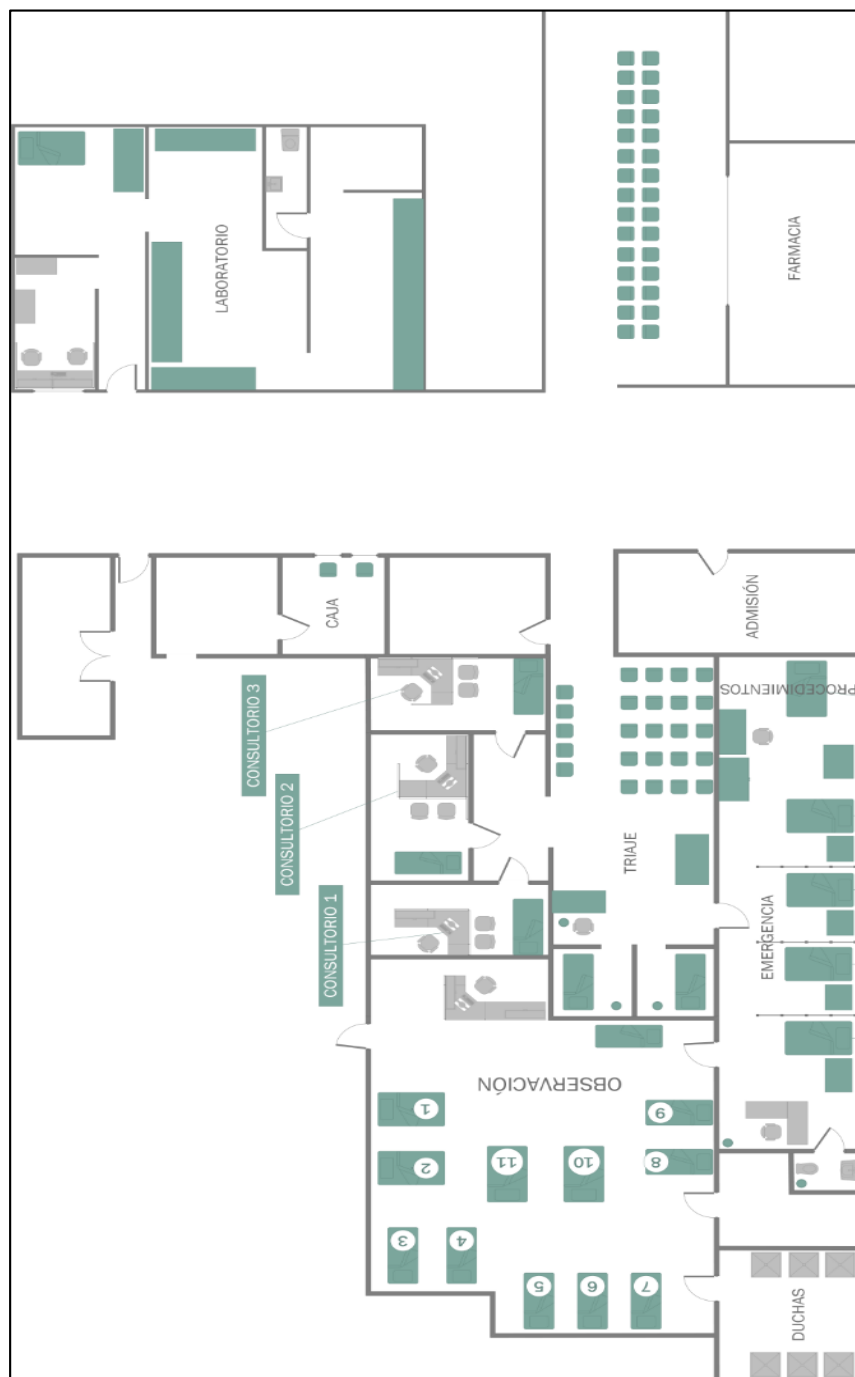 LABORATORIO
FARMACIA
CAJA
ADMISIÓN
CONSULTORIO 3
PROCEDIMIENTOS
CONSULTORIO 2
TRIAJE
CONSULTORIO 1
EMERGENCIA
OBSERVACIÓN
1
9
2
11
10
8
3
4
5
6
7
DUCHAS